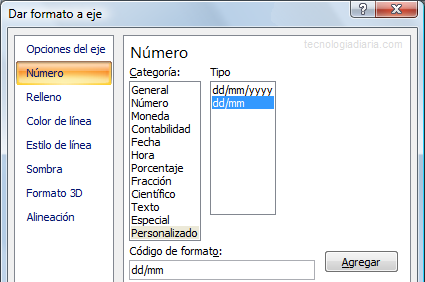 Dar formato a eje
?
Opciones del eje
Número
Relleno
Color de línea
Estilo de línea
Sombra
Formato 3D
Alineación
tecnologiadiaria.com
Número
Categoría:
General
Número
Moneda
Contabilidad
Fecha
Hora
Porcentaje
Fracción
Científico
Texto
Especial
Personalizado
Tipo
dd/mm/yyyy
dd/mm
Código de formato:
dd/mm
Agregar